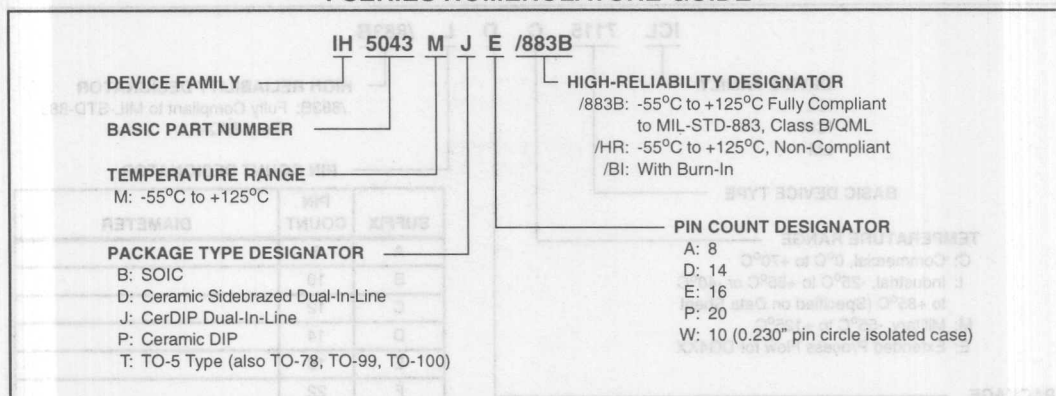 IH 5043 M J E /883B
DEVICE FAMILY
BASIC PART NUMBER
TEMPERATURE RANGE
M: -55°C to +125°C
PACKAGE TYPE DESIGNATOR
B: SOIC
D: Ceramic Sidebrazed Dual-In-Line
J: CerDIP Dual-In-Line
P: Ceramic DIP
T: TO-5 Type (also TO-78, TO-99, TO-100)
HIGH-RELIABILITY DESIGNATOR
/883B: -55°C to +125°C Fully Compliant
to MIL-STD-883, Class B/QML
/HR: -55°C to +125°C, Non-Compliant
/BI: With Burn-In
PIN COUNT DESIGNATOR
A: 8
D: 14
E: 16
P: 20
W: 10 (0.230" pin circle isolated case)